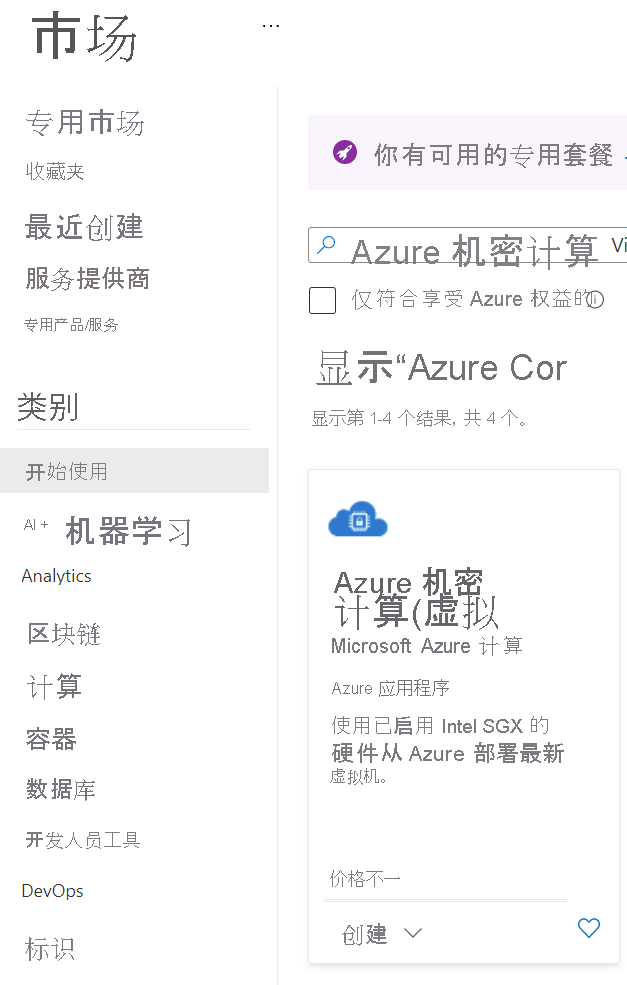 市场
...
专用市场
收藏夹
最近创建
服务提供商
专用产品/服务
类别
开始使用
AI + 机器学习
Analytics
区块链
计算
容器
数据库
开发人员工具
DevOps
标识
你有可用的专用套餐
Azure 机密计算 Vi
仅符合享受 Azure 权益的
显示“Azure Cor
显示第 1-4 个结果, 共 4 个。
Azure 机密
计算(虚拟
Microsoft Azure 计算
Azure 应用程序
使用已启用 Intel SGX 的
硬件从 Azure 部署最新
虚拟机。
价格不一
创建